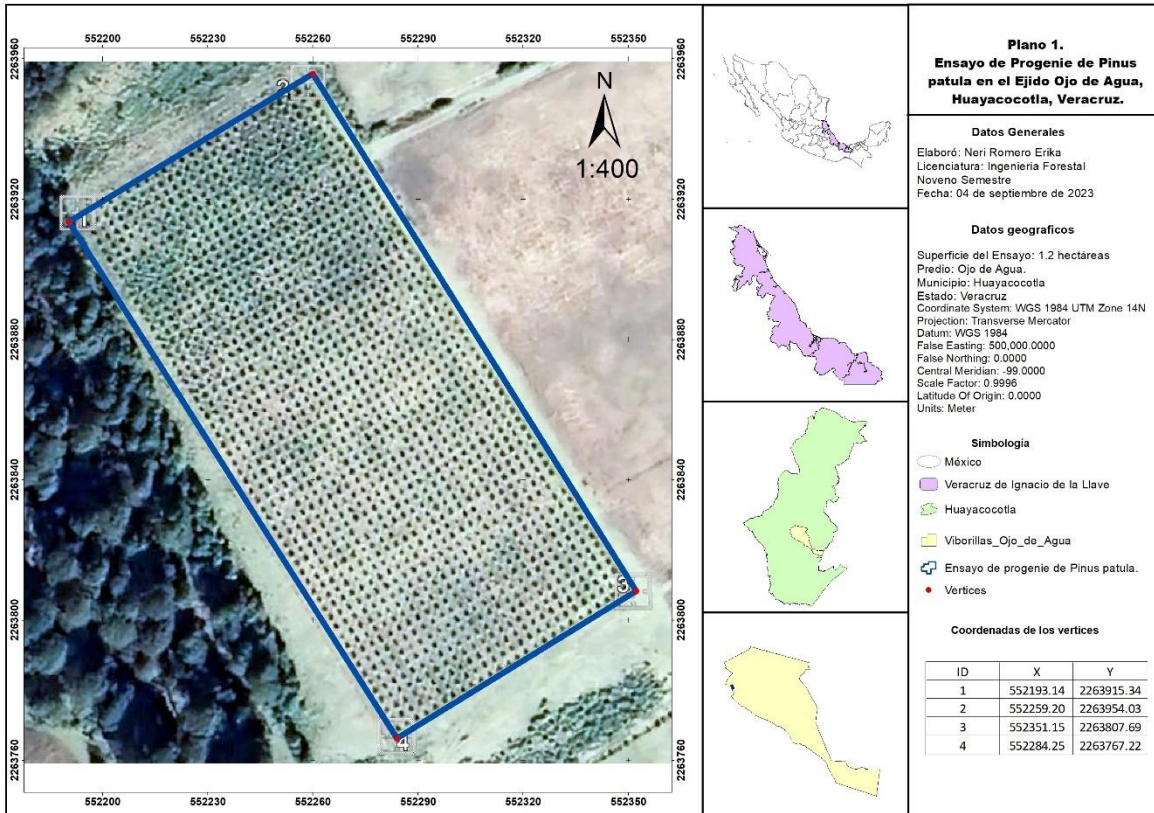 552200 552230 552260 552290 552320 552350
2263960
2263920
2263880
2263840
2263800
2263760
2263960
2263920
2263880
2263840
2263800
2263760
N
1:400
1
2
3
4
552200 552230 552260 552290 552320 552350
Plano 1.
Ensayo de Progenie de Pinus
patula en el Ejido Ojo de Agua,
Huayacocotla, Veracruz.
Datos Generales
Elaboró: Neri Romero Erika
Licenciatura: Ingenieria Forestal
Noveno Semestre
Fecha: 04 de septiembre de 2023
Datos geograficos
Superficie del Ensayo: 1.2 hectáreas
Predio: Ojo de Agua.
Municipio: Huayacocotla
Estado: Veracruz
Coordinate System: WGS 1984 UTM Zone 14N
Projection: Transverse Mercator
Datum: WGS 1984
False Easting: 500,000.0000
False Northing: 0.0000
Central Meridian: -99.0000
Scale Factor: 0.9996
Latitude Of Origin: 0.0000
Units: Meter
Simbología
México
Veracruz de Ignacio de la Llave
Huayacocotla
Viborillas_Ojo_de_Agua
Ensayo de progenie de Pinus patula.
Vertices
Coordenadas de los vertices
ID X Y
1 552193.14 2263915.34
2 552259.20 2263954.03
3 552351.15 2263807.69
4 552284.25 2263767.22